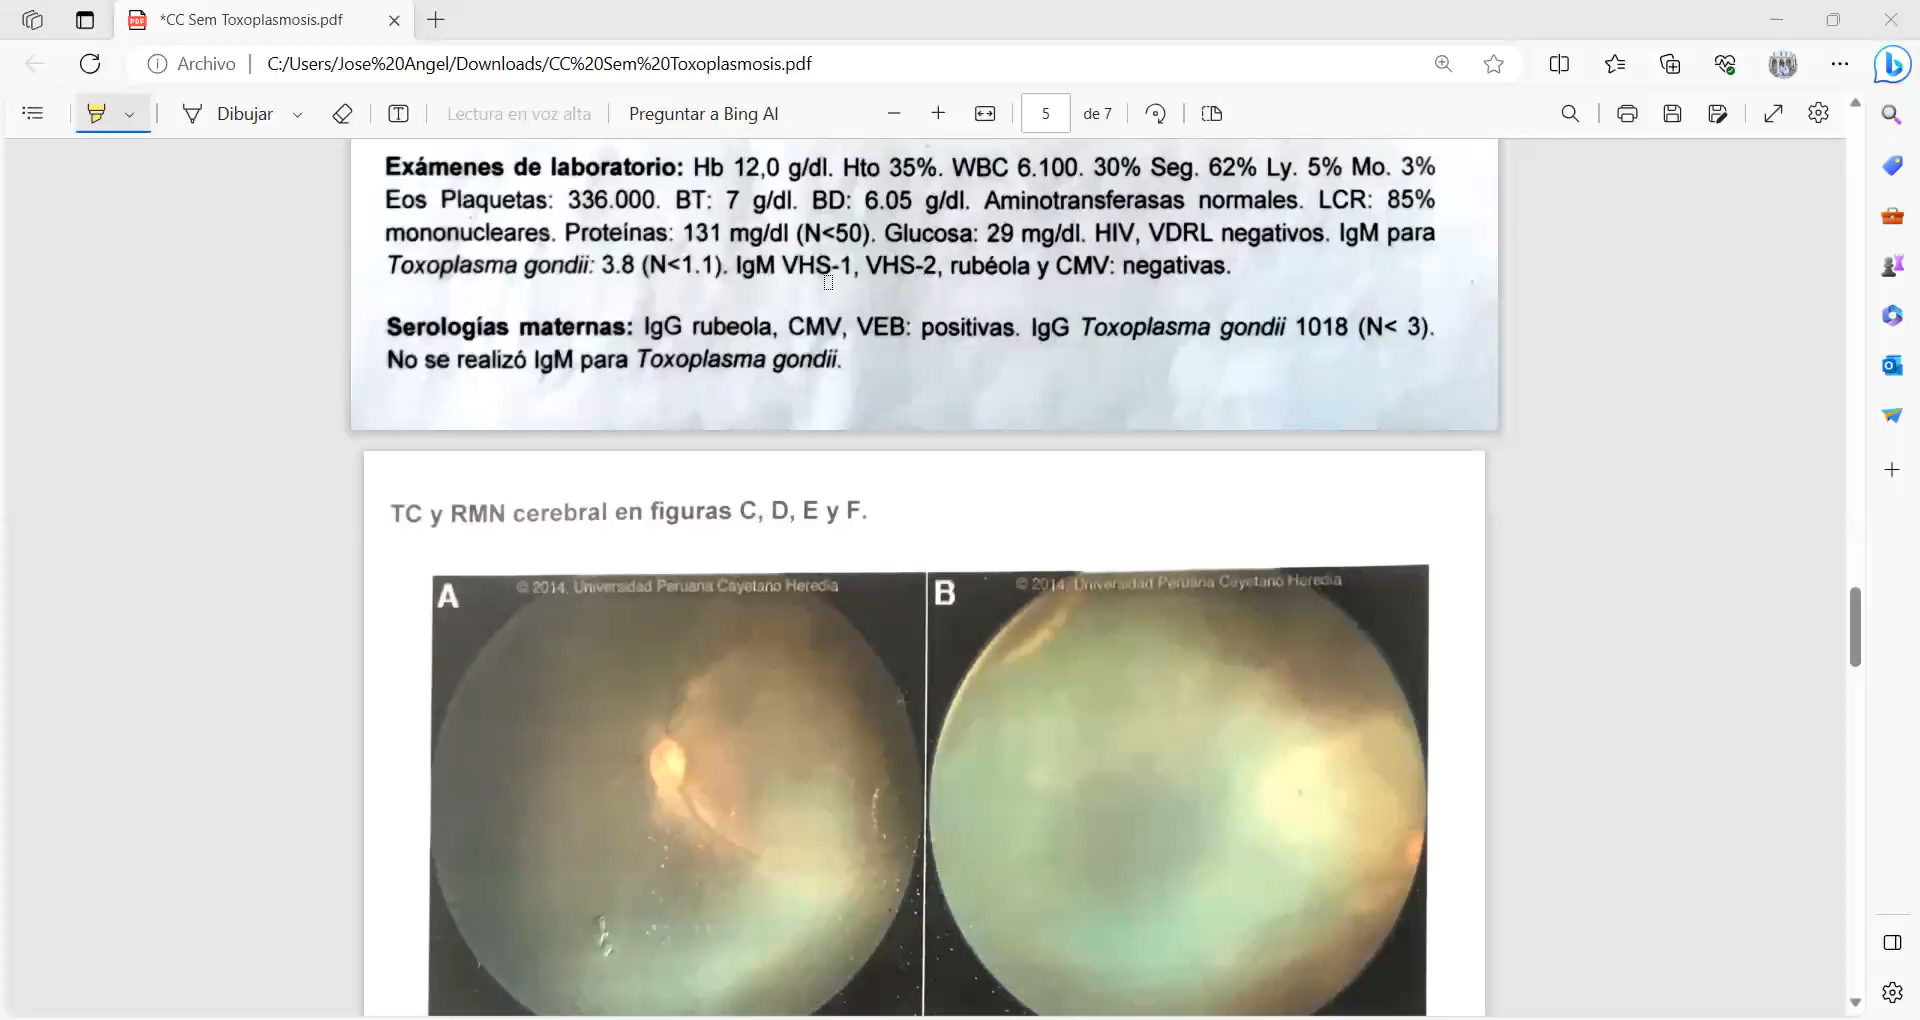 *CC Sem Toxoplasmosis.pdf
Archivo
C:/Users/Jose%20Angel/Downloads/CC%20Sem%20Toxoplasmosis.pdf
Dibujar
Lectura en voz alta
Preguntar a Bing AI
5
de 7
Exámenes de laboratorio: Hb 12,0 g/dl. Hto 35%. WBC 6.100. 30% Seg. 62% Ly. 5% Mo. 3%
Eos Plaquetas: 336.000. BT: 7 g/dl. BD: 6.05 g/dl. Aminotransferasas normales. LCR: 85%
mononucleares. Proteínas: 131 mg/dl (N<50). Glucosa: 29 mg/dl. HIV, VDRL negativos. IgM para
Toxoplasma gondii: 3.8 (N<1.1). IgM VHS-1, VHS-2, rubéola y CMV: negativas.
Serologías maternas: IgG rubeola, CMV, VEB: positivas. IgG Toxoplasma gondii 1018 (N< 3).
No se realizó IgM para Toxoplasma gondii.
TC y RMN cerebral en figuras C, D, E y F.
A
© 2014, Universidad Peruana Cayetano Heredia
B
© 2014, Universidad Peruana Cayetano Heredia